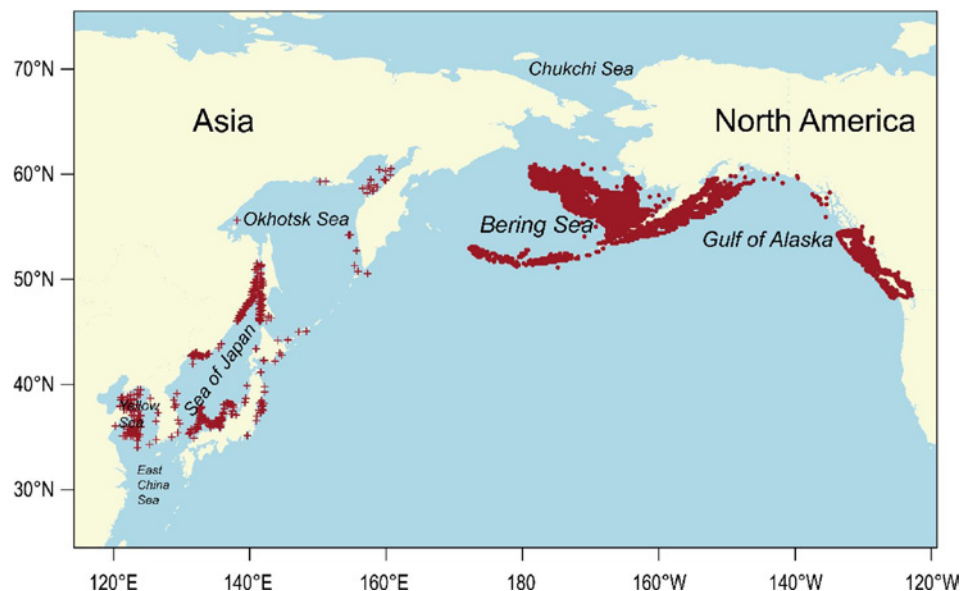 70°N
60°N
50°N
40°N
30°N
Chukchi Sea
Asia
North America
Okhotsk Sea
Bering Sea
Gulf of Alaska
Sea of Japan
Yellow
Sea
East
China
Sea
120°E
140°E
160°E
180°
160°W
140°W
120°W